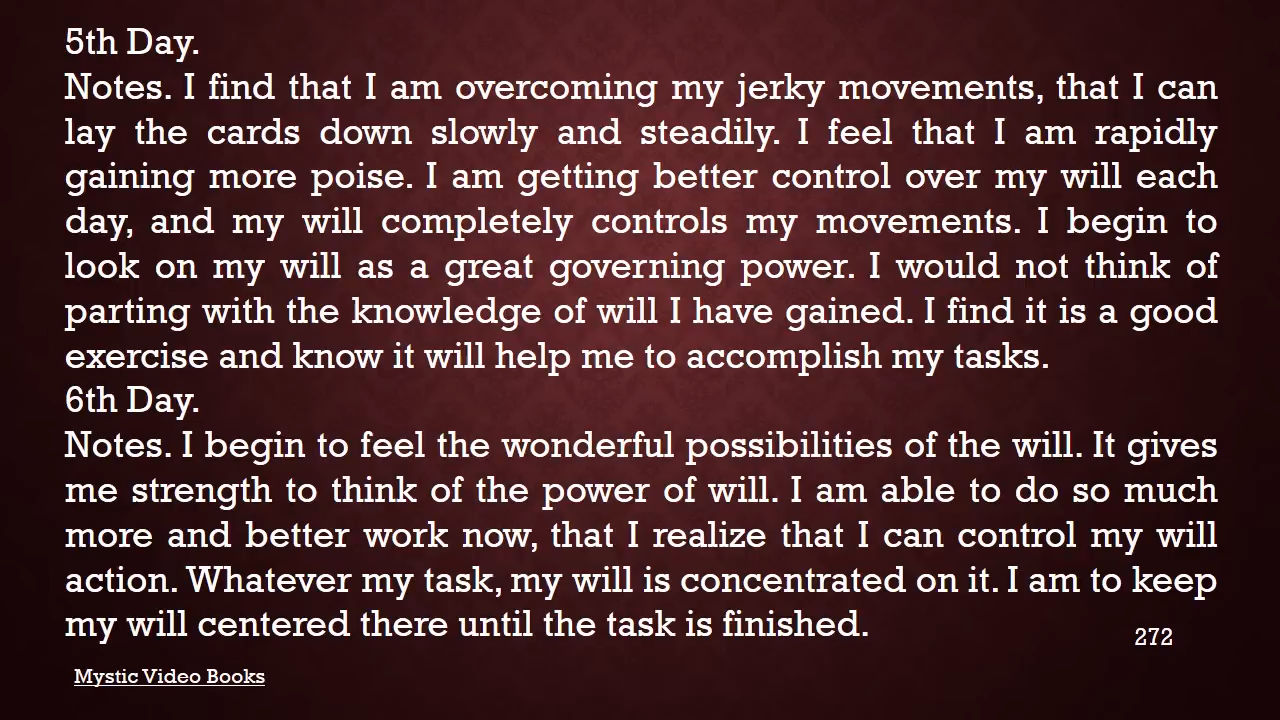 5th Day.
Notes. I find that I am overcoming my jerky movements, that I can
lay the cards down slowly and steadily. I feel that I am rapidly
gaining more poise. I am getting better control over my will each
day, and my will completely controls my movements. I begin to
look on my will as a great governing power. I would not think of
parting with the knowledge of will I have gained. I find it is a good
exercise and know it will help me to accomplish my tasks.
6th Day.
Notes. I begin to feel the wonderful possibilities of the will. It gives
me strength to think of the power of will. I am able to do so much
more and better work now, that I realize that I can control my will
action. Whatever my task, my will is concentrated on it. I am to keep
my will centered there until the task is finished.
272
Mystic Video Books